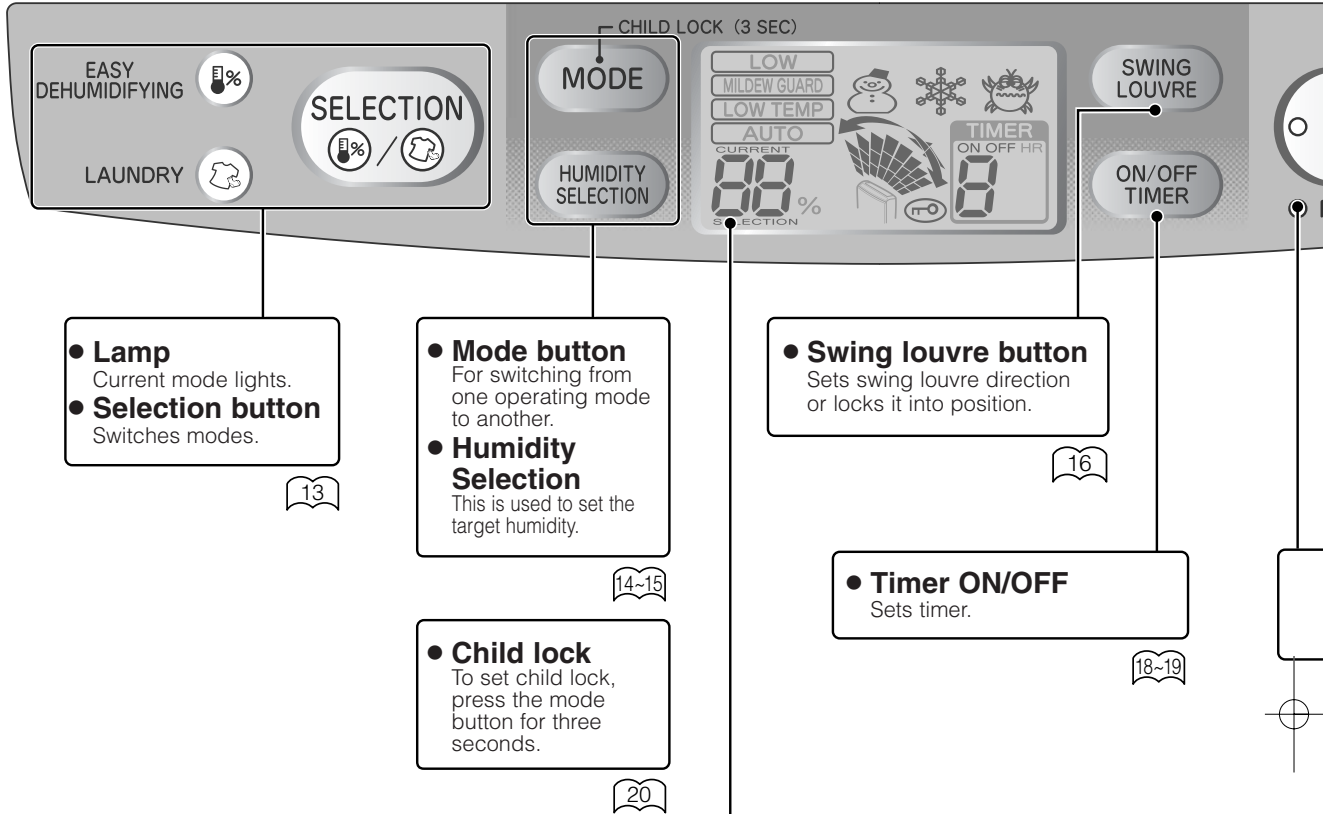 CHILD LOCK (3 SEC)
EASY
DEHUMIDIFYING
%
LAUNDRY
SELECTION
% /
MODE
HUMIDITY
SELECTION
LOW
MILDEW GUARD
LOW TEMP
AUTO
CURRENT
88 %
SELECTION
TIMER
ON OFF HR
8
SWING
LOUVRE
ON/OFF
TIMER
● Lamp
Current mode lights.
● Selection button
Switches modes.
13
● Mode button
For switching from
one operating mode
to another.
● Humidity
Selection
This is used to set the
target humidity.
14~15
● Child lock
To set child lock,
press the mode
button for three
seconds.
20
● Swing louvre button
Sets swing louvre direction
or locks it into position.
16
● Timer ON/OFF
Sets timer.
18~19